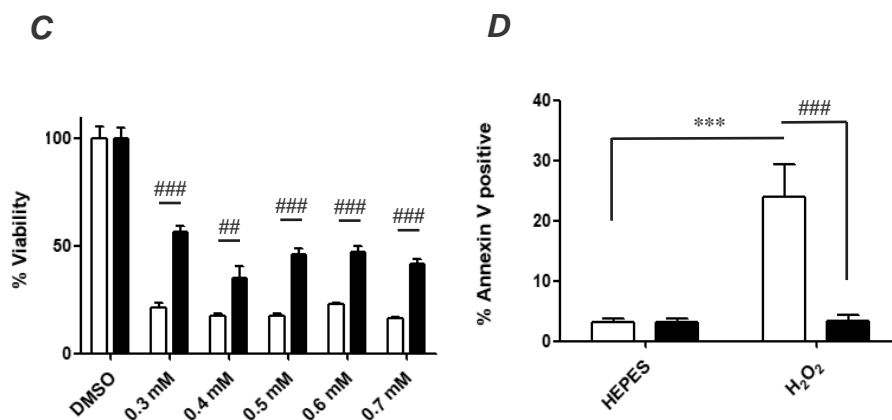 C
D
% Viability
100
50
0
###
##
###
###
###
DMSO
0.3 mM
0.4 mM
0.5 mM
0.6 mM
0.7 mM
% Annexin V positive
40
30
20
10
0
***
###
HEPES
H₂O₂